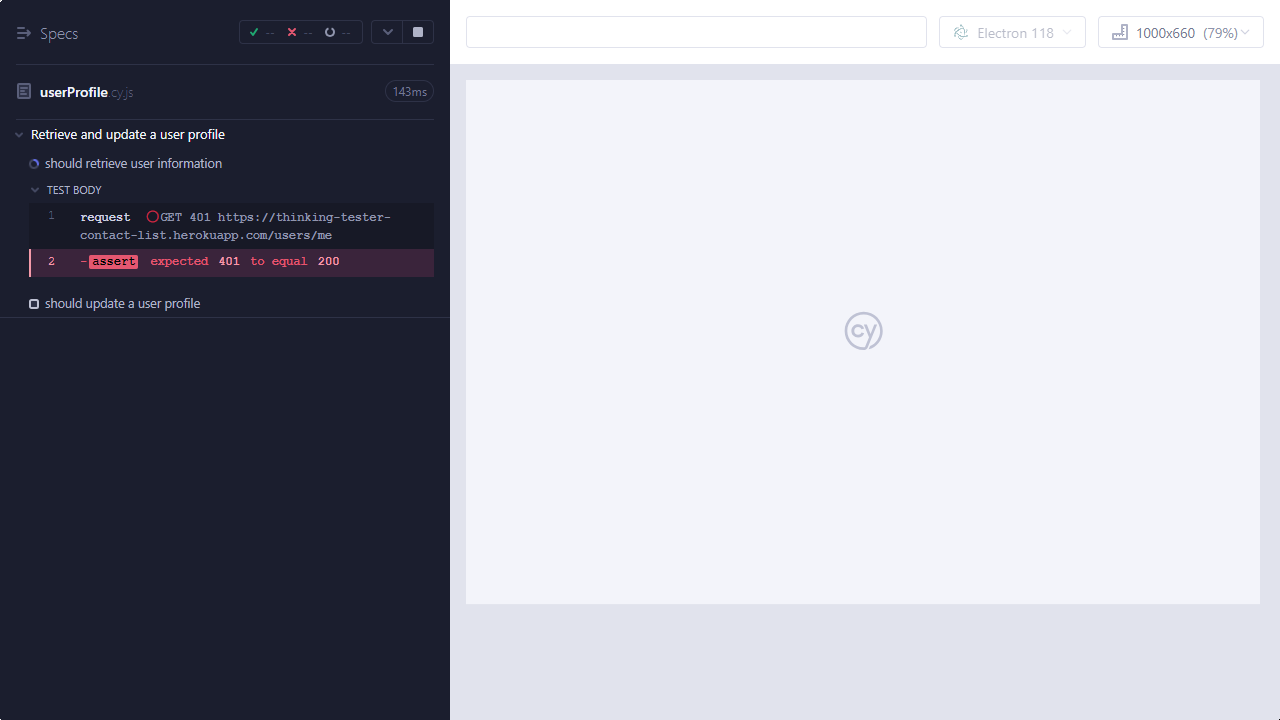 Specs -- -- --
Electron 118
1000x660 (79%)
userProfile.cy.js 143ms
Retrieve and update a user profile
should retrieve user information
TEST BODY
1 request GET 401 https://thinking-tester-
contact-list.herokuapp.com/users/me
2 -assert expected 401 to equal 200
should update a user profile
cy